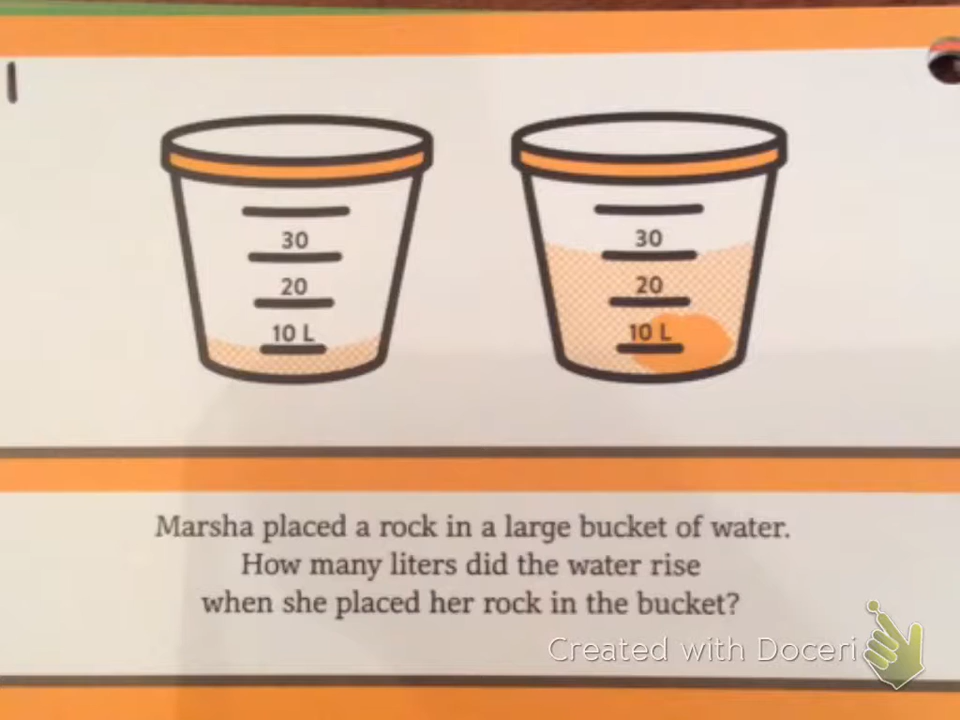 1
30
20
10 L
30
20
10 L
Marsha placed a rock in a large bucket of water.
How many liters did the water rise
when she placed her rock in the bucket?
Created with Doceri